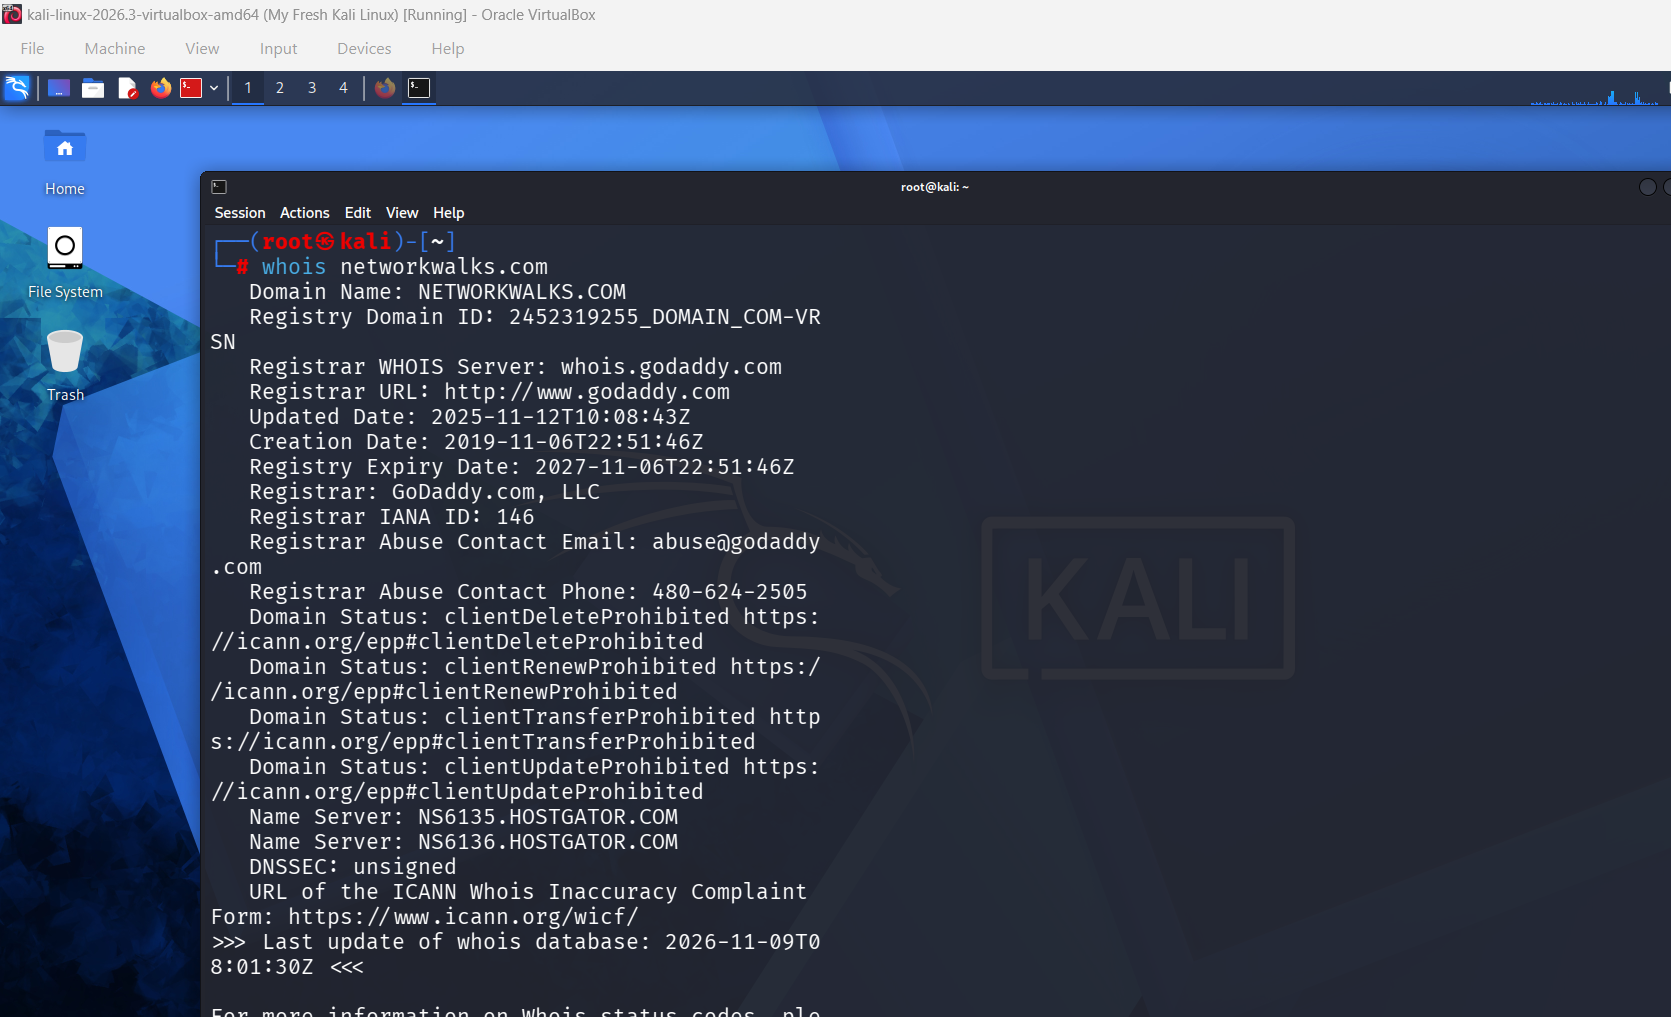 kali-linux-2026.3-virtualbox-amd64 (My Fresh Kali Linux) [Running] - Oracle VirtualBox
File Machine View Input Devices Help
1 2 3 4
Home
File System
Trash
root@kali: ~
Session Actions Edit View Help
┌──(root㉿kali)-[~]
└─# whois networkwalks.com
   Domain Name: NETWORKWALKS.COM
   Registry Domain ID: 2452319255_DOMAIN_COM-VR
SN
   Registrar WHOIS Server: whois.godaddy.com
   Registrar URL: http://www.godaddy.com
   Updated Date: 2025-11-12T10:08:43Z
   Creation Date: 2019-11-06T22:51:46Z
   Registry Expiry Date: 2027-11-06T22:51:46Z
   Registrar: GoDaddy.com, LLC
   Registrar IANA ID: 146
   Registrar Abuse Contact Email: abuse@godaddy
.com
   Registrar Abuse Contact Phone: 480-624-2505
   Domain Status: clientDeleteProhibited https:
//icann.org/epp#clientDeleteProhibited
   Domain Status: clientRenewProhibited https:/
/icann.org/epp#clientRenewProhibited
   Domain Status: clientTransferProhibited http
s://icann.org/epp#clientTransferProhibited
   Domain Status: clientUpdateProhibited https:
//icann.org/epp#clientUpdateProhibited
   Name Server: NS6135.HOSTGATOR.COM
   Name Server: NS6136.HOSTGATOR.COM
   DNSSEC: unsigned
   URL of the ICANN Whois Inaccuracy Complaint
Form: https://www.icann.org/wicf/
>>> Last update of whois database: 2026-11-09T0
8:01:30Z <<<
For more information on Whois status codes, ple
KALI